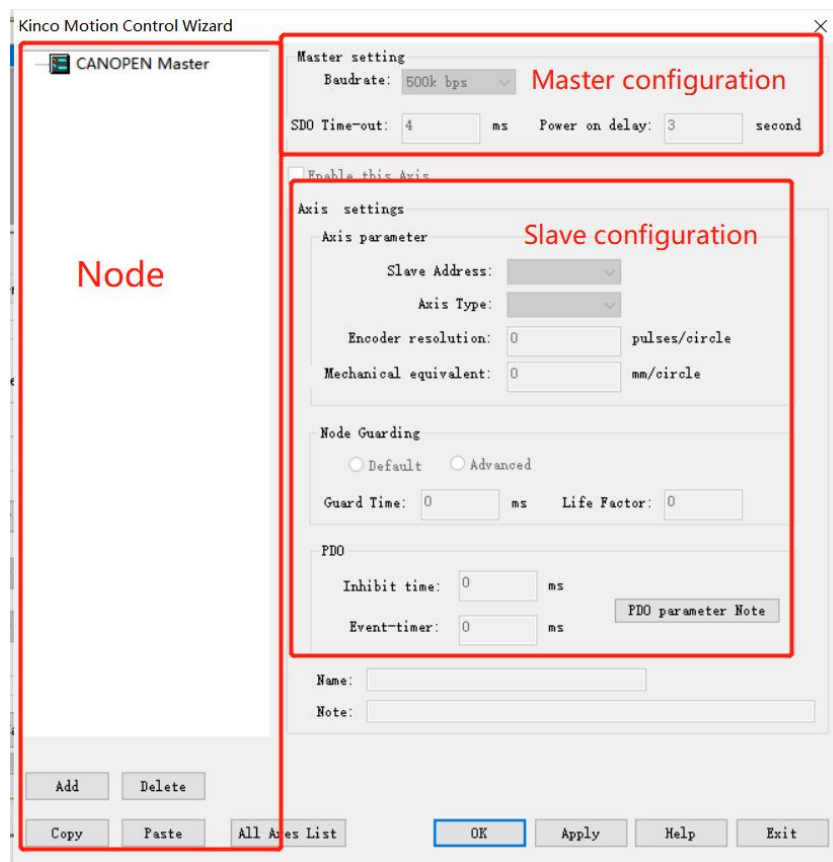 Kinco Motion Control Wizard
CANOPEN Master
Node
Master setting
Baudrate: 500k bps
Master configuration
SDO Time-out: 4 ms Power on delay: 3 second
Enable this Axis
Axis settings
Slave configuration
Axis parameter
Slave Address:
Axis Type:
Encoder resolution: 0 pulses/circle
Mechanical equivalent: 0 mm/circle
Node Guarding
Default Advanced
Guard Time: 0 ms Life Factor: 0
PDO
Inhibit time: 0 ms
Event-timer: 0 ms
PDO parameter Note
Name:
Note:
Add Delete
Copy Paste All Axes List OK Apply Help Exit